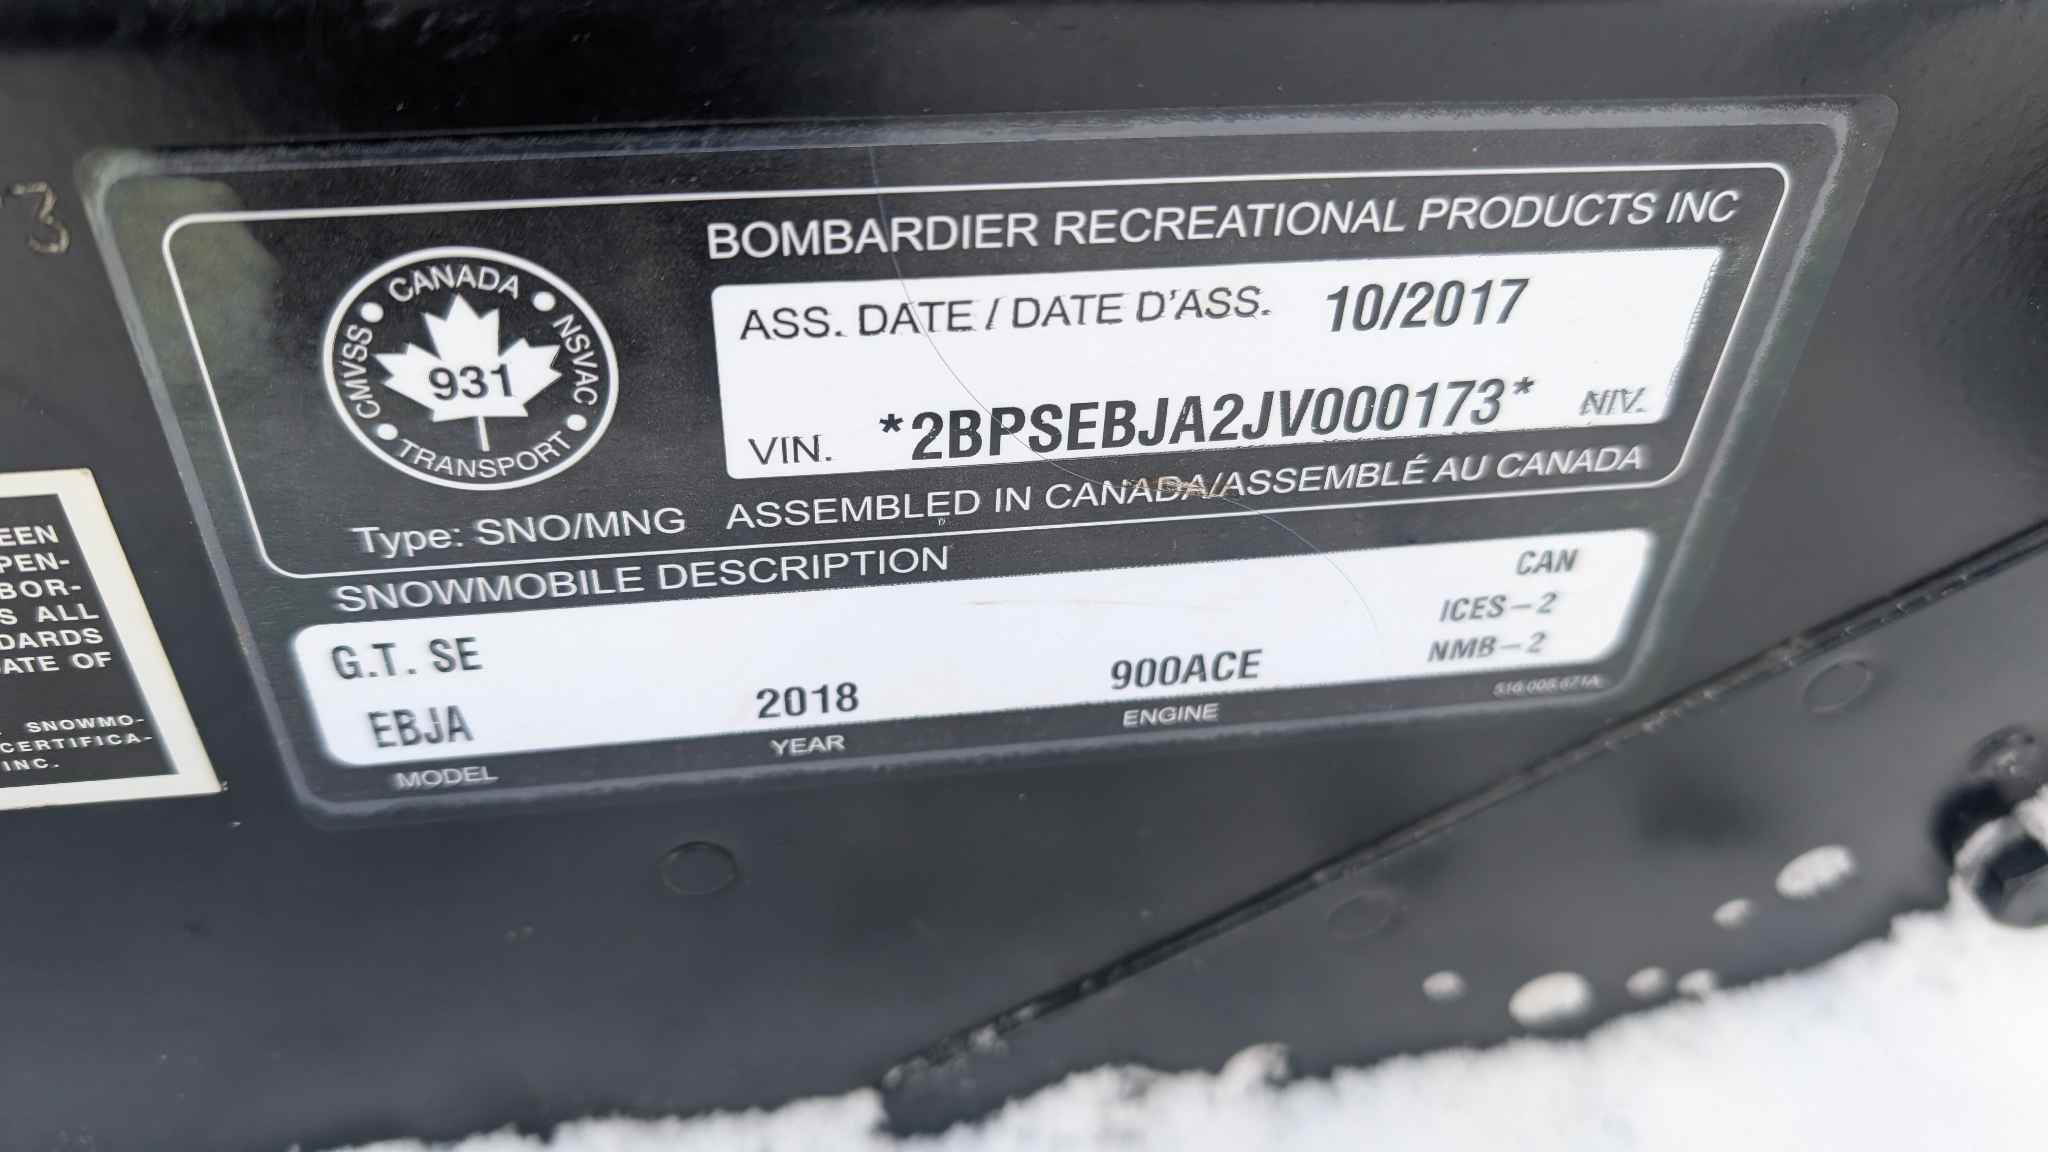 3
BOMBARDIER RECREATIONAL PRODUCTS INC
CANADA
CMVSS
NSVAC
931
TRANSPORT
ASS. DATE / DATE D'ASS. 10/2017
VIN. *2BPSEBJA2JV000173* NIV.
Type: SNO/MNG ASSEMBLED IN CANADA/ASSEMBLÉ AU CANADA
SNOWMOBILE DESCRIPTION
G.T. SE
CAN
ICES-2
NMB-2
EBJA 2018 900ACE
MODEL YEAR ENGINE
EEN
PEN-
BOR-
S ALL
DARDS
ATE OF
SNOWMO-
CERTIFICA-
INC.